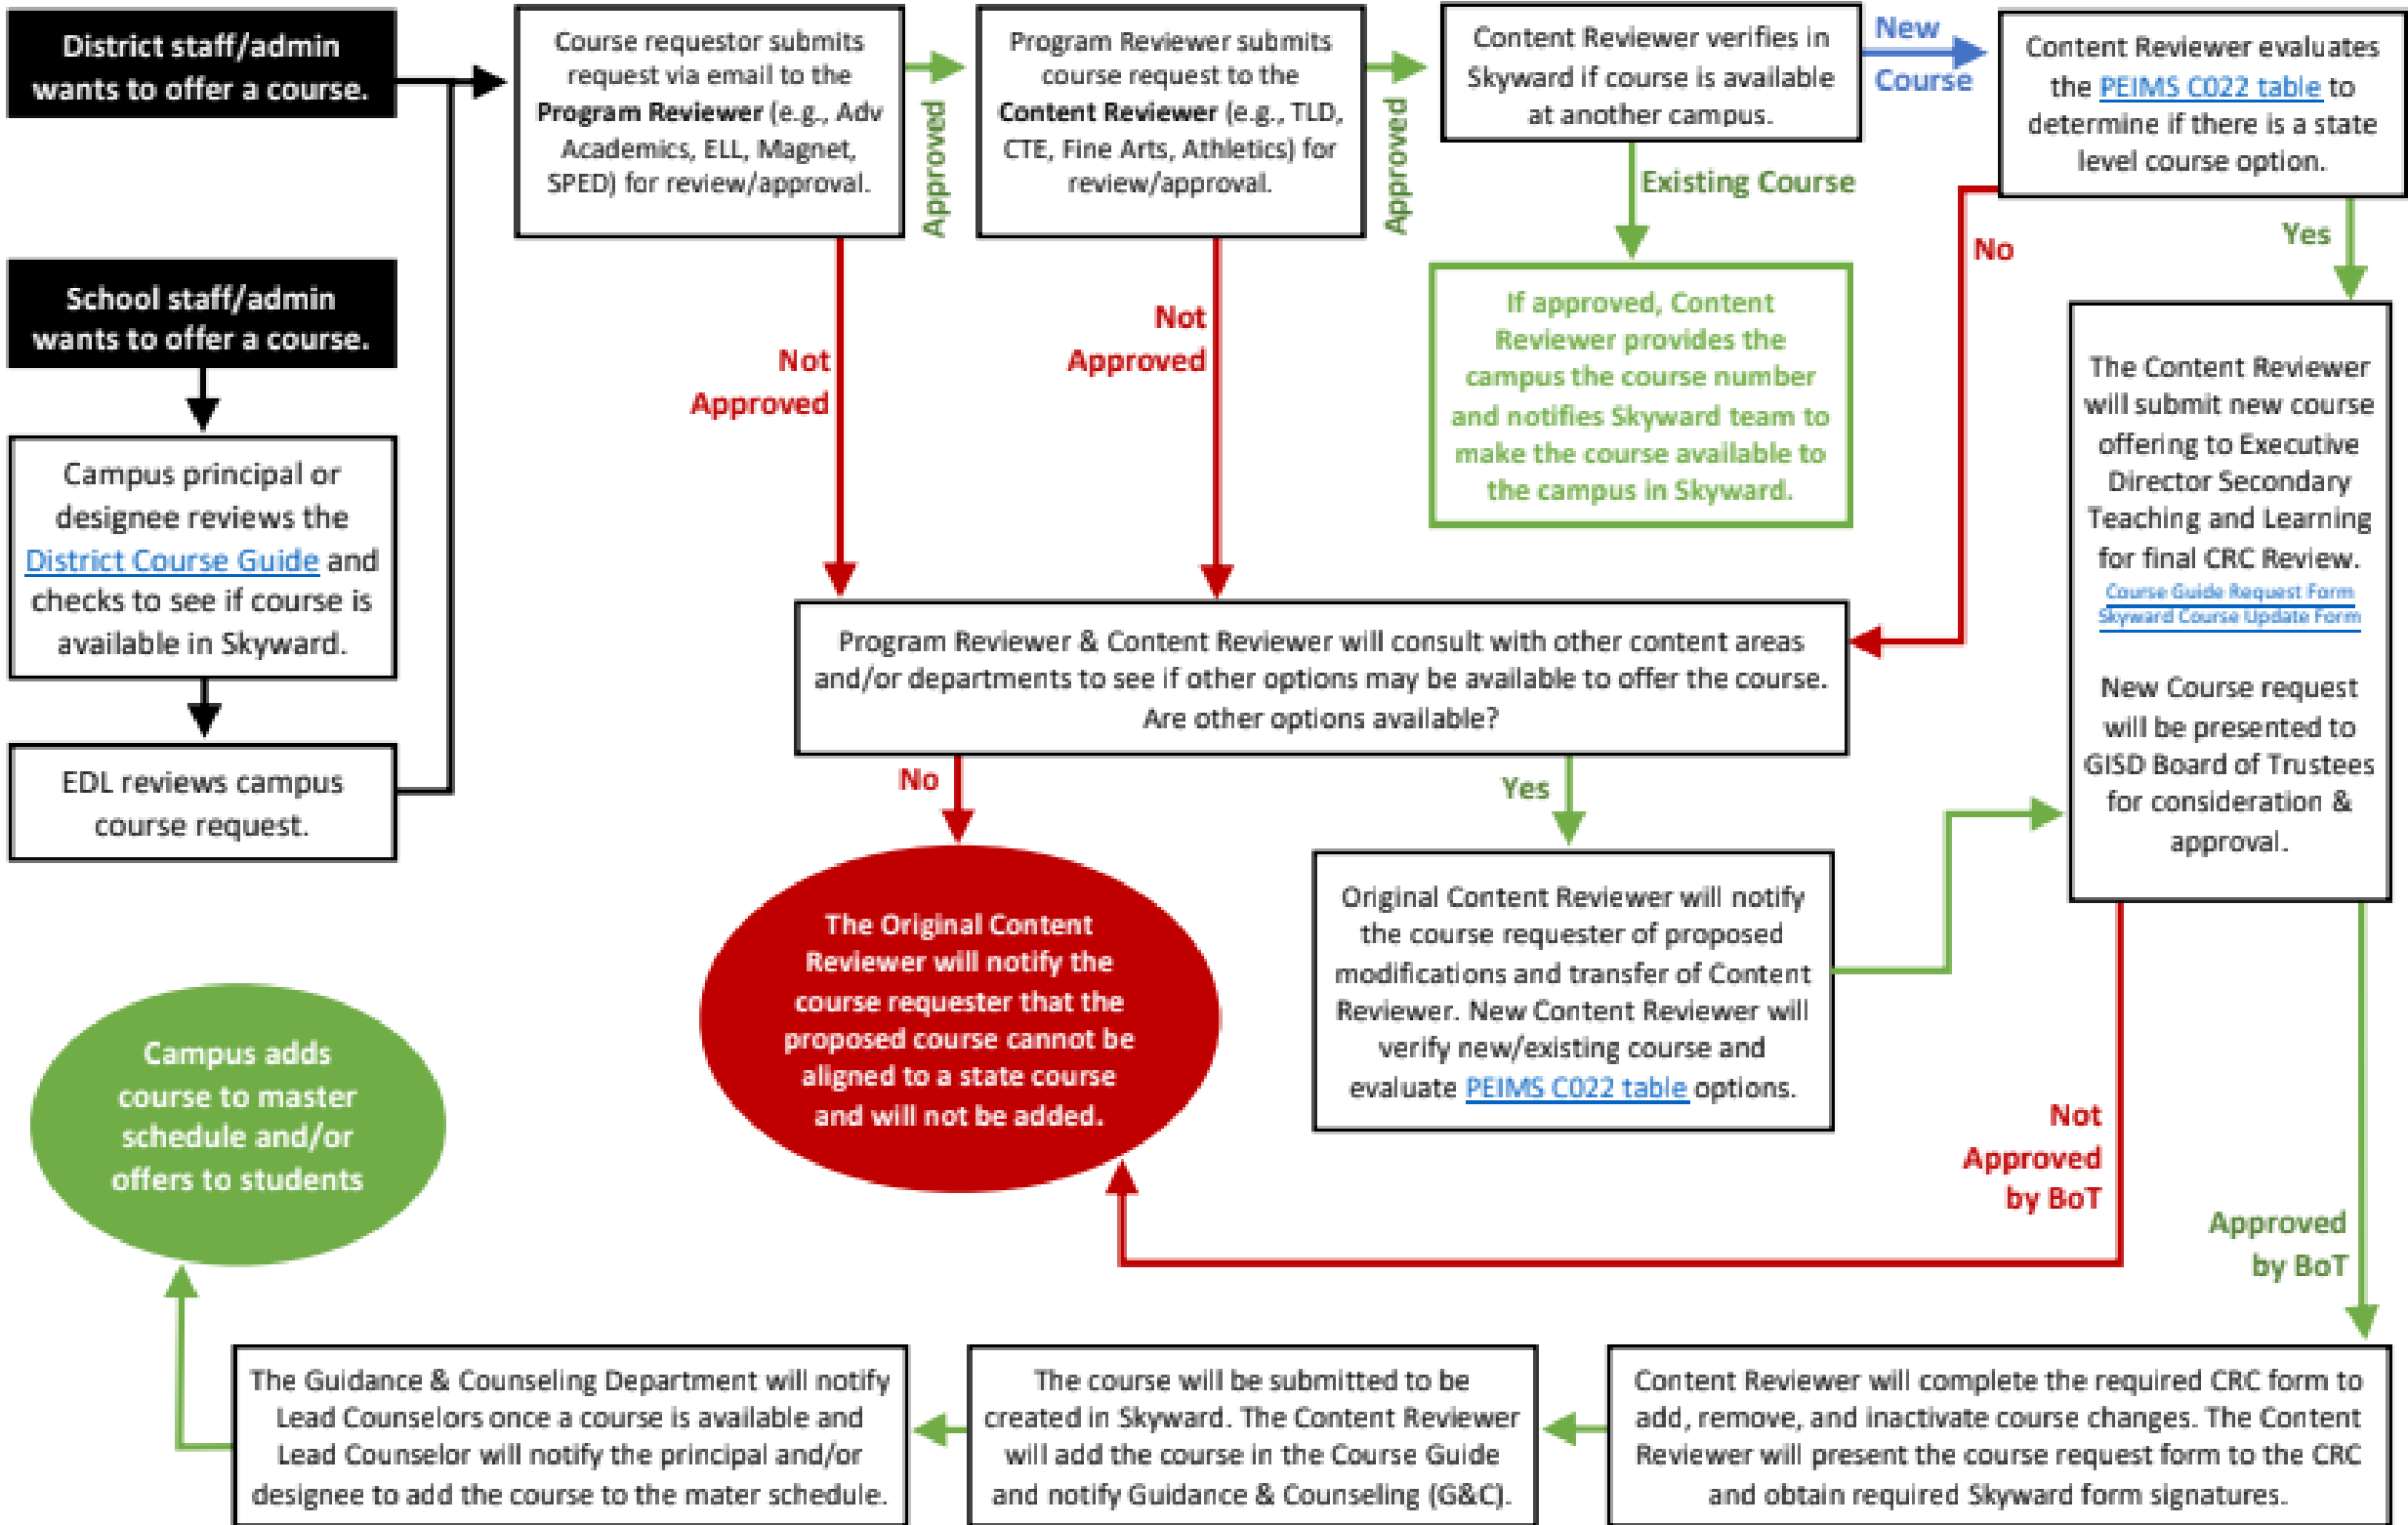 District staff/admin
wants to offer a course.
School staff/admin
wants to offer a course.
Campus principal or
designee reviews the
District Course Guide and
checks to see if course is
available in Skyward.
EDL reviews campus
course request.
Course requestor submits
request via email to the
Program Reviewer (e.g., Adv
Academics, ELL, Magnet,
SPED) for review/approval.
Approved
Not
Approved
Program Reviewer submits
course request to the
Content Reviewer (e.g., TLD,
CTE, Fine Arts, Athletics) for
review/approval.
Approved
Not
Approved
Content Reviewer verifies in
Skyward if course is available
at another campus.
New
Course
Existing Course
If approved, Content
Reviewer provides the
campus the course number
and notifies Skyward team to
make the course available to
the campus in Skyward.
Content Reviewer evaluates
the PEIMS C022 table to
determine if there is a state
level course option.
No
Yes
The Content Reviewer
will submit new course
offering to Executive
Director Secondary
Teaching and Learning
for final CRC Review.
Course Guide Request Form
Skyward Course Update Form
New Course request
will be presented to
GISD Board of Trustees
for consideration &
approval.
Program Reviewer & Content Reviewer will consult with other content areas
and/or departments to see if other options may be available to offer the course.
Are other options available?
No
Yes
The Original Content
Reviewer will notify the
course requester that the
proposed course cannot be
aligned to a state course
and will not be added.
Original Content Reviewer will notify
the course requester of proposed
modifications and transfer of Content
Reviewer. New Content Reviewer will
verify new/existing course and
evaluate PEIMS C022 table options.
Not
Approved
by BoT
Approved
by BoT
Content Reviewer will complete the required CRC form to
add, remove, and inactivate course changes. The Content
Reviewer will present the course request form to the CRC
and obtain required Skyward form signatures.
The course will be submitted to be
created in Skyward. The Content Reviewer
will add the course in the Course Guide
and notify Guidance & Counseling (G&C).
The Guidance & Counseling Department will notify
Lead Counselors once a course is available and
Lead Counselor will notify the principal and/or
designee to add the course to the mater schedule.
Campus adds
course to master
schedule and/or
offers to students